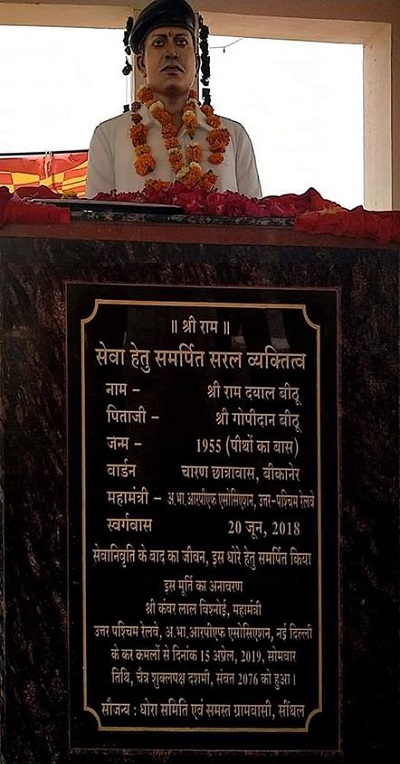 ॥ श्री राम ॥
सेवा हेतु समर्पित सरल व्यक्तित्व
नाम – श्री राम दयाल बीठू
पिताजी – श्री गोपीदान बीठू
जन्म – 1955 (पीथों का बास)
वार्डन चारण छात्रावास, बीकानेर
महामंत्री – अ.भा.आरपीएफ एसोसिएशन, उत्तर-पश्चिम रेलवे
स्वर्गवास 20 जून, 2018
सेवानिवृति के बाद का जीवन, इस धोरे हेतु समर्पित किया
इस मूर्ति का अनावरण
श्री कंवर लाल विश्नोई, महामंत्री
उत्तर पश्चिम रेलवे, अ.भा.आरपीएफ एसोसिएशन, नई दिल्ली
के कर कमलों से दिनांक 15 अप्रेल, 2019, सोमवार
तिथि, चैत्र शुक्लपक्ष दशमी, संवत 2076 को हुआ।
सौजन्य : धोरा समिति एवं समस्त ग्रामवासी, सींथल